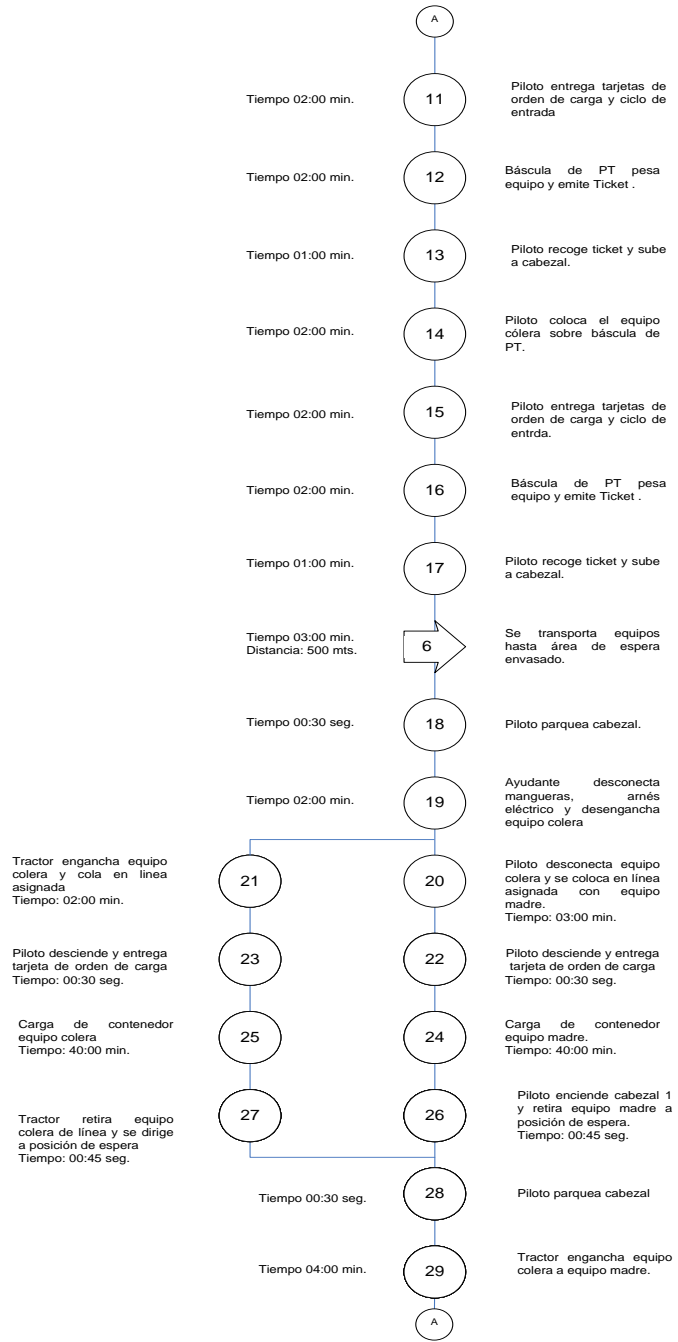 A
Tiempo 02:00 min.
11
Piloto entrega tarjetas de
orden de carga y ciclo de
entrada
Tiempo 02:00 min.
12
Báscula de PT pesa
equipo y emite Ticket .
Tiempo 01:00 min.
13
Piloto recoge ticket y sube
a cabezal.
Tiempo 02:00 min.
14
Piloto coloca el equipo
cólera sobre báscula de
PT.
Tiempo 02:00 min.
15
Piloto entrega tarjetas de
orden de carga y ciclo de
entrda.
Tiempo 02:00 min.
16
Báscula de PT pesa
equipo y emite Ticket .
Tiempo 01:00 min.
17
Piloto recoge ticket y sube
a cabezal.
Tiempo 03:00 min.
Distancia: 500 mts.
6
Se transporta equipos
hasta área de espera
envasado.
Tiempo 00:30 seg.
18
Piloto parquea cabezal.
Tiempo 02:00 min.
19
Ayudante desconecta
mangueras, arnés
eléctrico y desengancha
equipo colera
Tractor engancha equipo
colera y cola en linea
asignada
Tiempo: 02:00 min.
21
20
Piloto desconecta equipo
colera y se coloca en línea
asignada con equipo
madre.
Tiempo: 03:00 min.
Piloto desciende y entrega
tarjeta de orden de carga
Tiempo: 00:30 seg.
23
22
Piloto desciende y entrega
tarjeta de orden de carga
Tiempo: 00:30 seg.
Carga de contenedor
equipo colera
Tiempo: 40:00 min.
25
24
Carga de contenedor
equipo madre.
Tiempo: 40:00 min.
Tractor retira equipo
colera de línea y se dirige
a posición de espera
Tiempo: 00:45 seg.
27
26
Piloto enciende cabezal 1
y retira equipo madre a
posición de espera.
Tiempo: 00:45 seg.
Tiempo 00:30 seg.
28
Piloto parquea cabezal
Tiempo 04:00 min.
29
Tractor engancha equipo
colera a equipo madre.
A